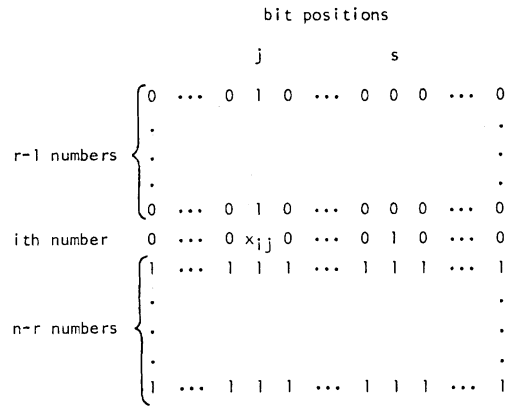 bit positions
j s
0 ... 0 1 0 ... 0 0 0 ... 0
. .
r-1 numbers . .
. .
0 ... 0 1 0 ... 0 0 0 ... 0
ith number 0 ... 0 x_ij 0 ... 0 1 0 ... 0
1 ... 1 1 1 ... 1 1 1 ... 1
. .
n-r numbers . .
. .
1 ... 1 1 1 ... 1 1 1 ... 1